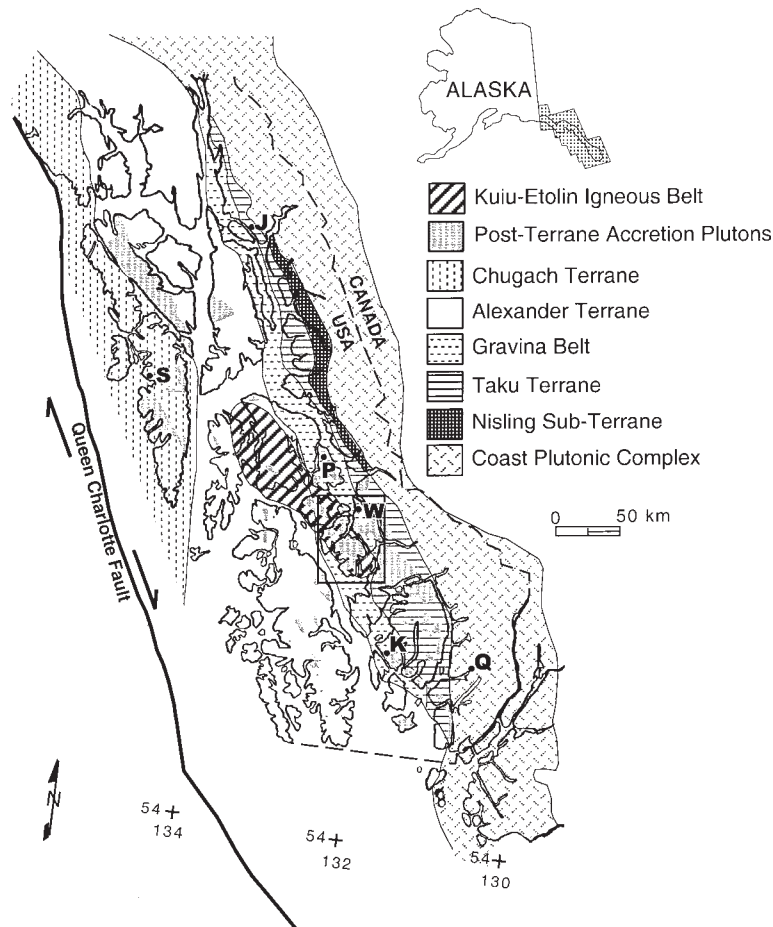 ALASKA
Kuiu-Etolin Igneous Belt
Post-Terrane Accretion Plutons
Chugach Terrane
Alexander Terrane
Gravina Belt
Taku Terrane
Nisling Sub-Terrane
Coast Plutonic Complex
0 50 km
J
CANADA
USA
S
P
W
K
Q
Queen Charlotte Fault
N
54
134
54
132
54
130